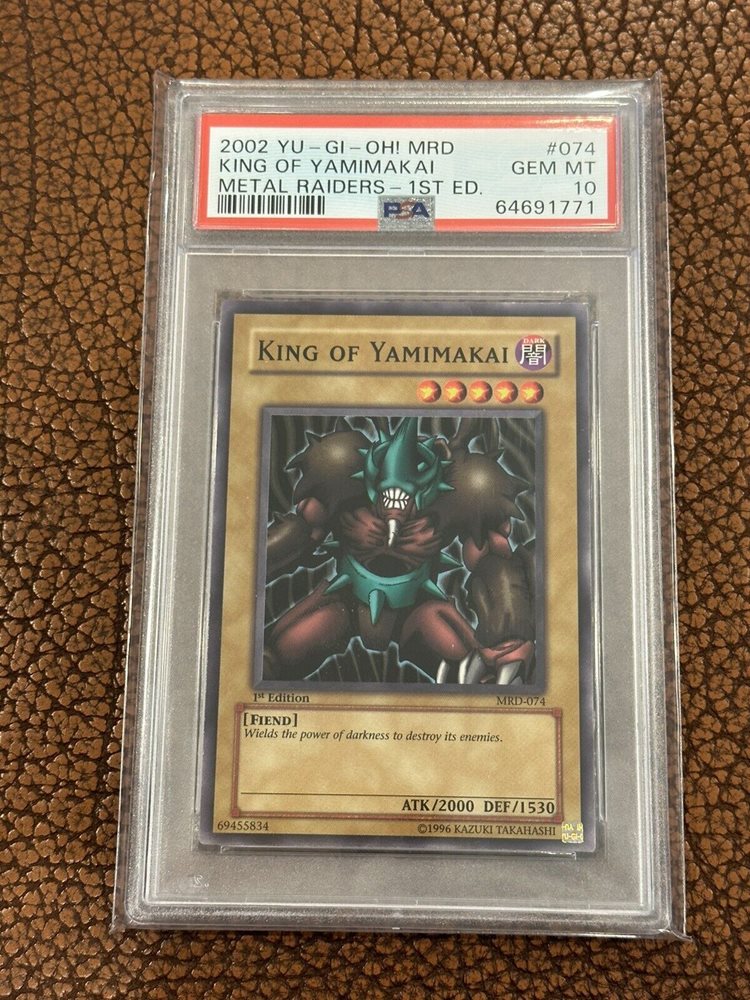 2002 YU-GI-OH! MRD #074
KING OF YAMIMAKAI GEM MT
METAL RAIDERS-1ST ED. 10
PSA 64691771
KING OF YAMIMAKAI
DARK
闇
1st Edition MRD-074
[FIEND]
Wields the power of darkness to destroy its enemies.
ATK/2000 DEF/1530
69455834 ©1996 KAZUKI TAKAHASHI